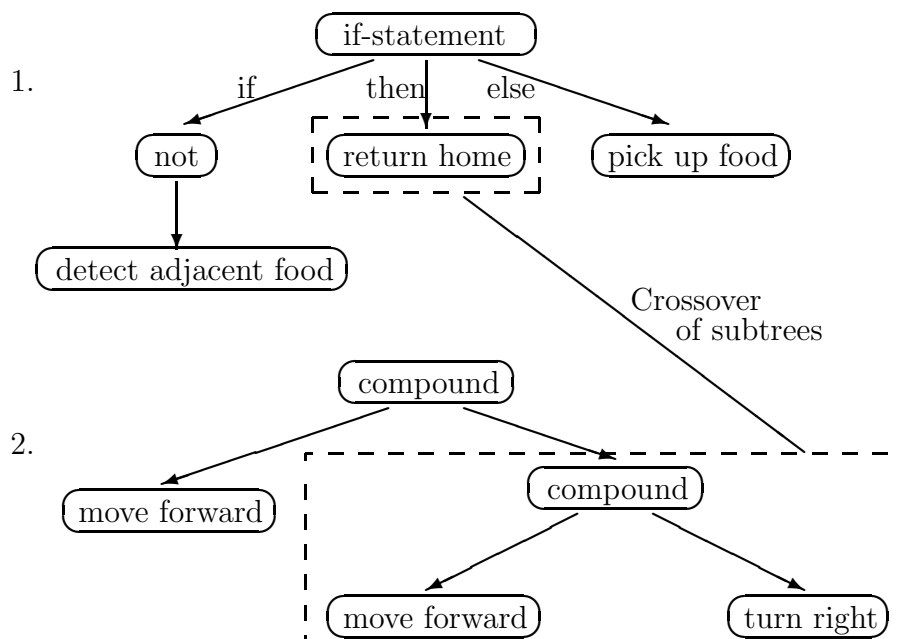 if-statement
1.
if then else
not
return home
pick up food
detect adjacent food
Crossover
of subtrees
compound
2.
compound
move forward
move forward
turn right